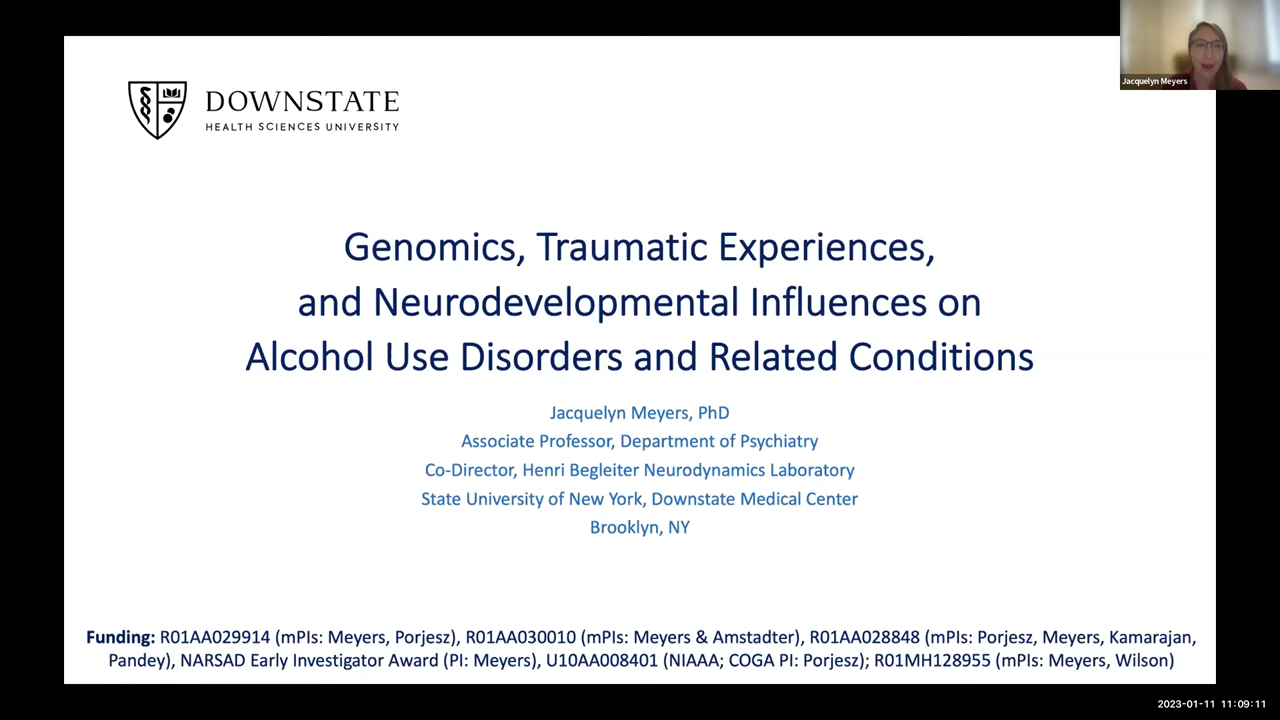 Jacquelyn Meyers
DOWNSTATE
HEALTH SCIENCES UNIVERSITY
Genomics, Traumatic Experiences,
and Neurodevelopmental Influences on
Alcohol Use Disorders and Related Conditions
Jacquelyn Meyers, PhD
Associate Professor, Department of Psychiatry
Co-Director, Henri Begleiter Neurodynamics Laboratory
State University of New York, Downstate Medical Center
Brooklyn, NY
Funding: R01AA029914 (mPIs: Meyers, Porjesz), R01AA030010 (mPIs: Meyers & Amstadter), R01AA028848 (mPIs: Porjesz, Meyers, Kamarajan,
Pandey), NARSAD Early Investigator Award (PI: Meyers), U10AA008401 (NIAAA; COGA PI: Porjesz); R01MH128955 (mPIs: Meyers, Wilson)
2023-01-11 11:09:11